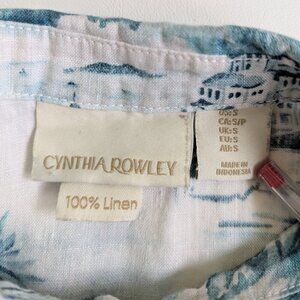 CYNTHIA ROWLEY
100% Linen
US:S
CA:S/P
UK:S
EU:S
AU:S
MADE IN
INDONESIA